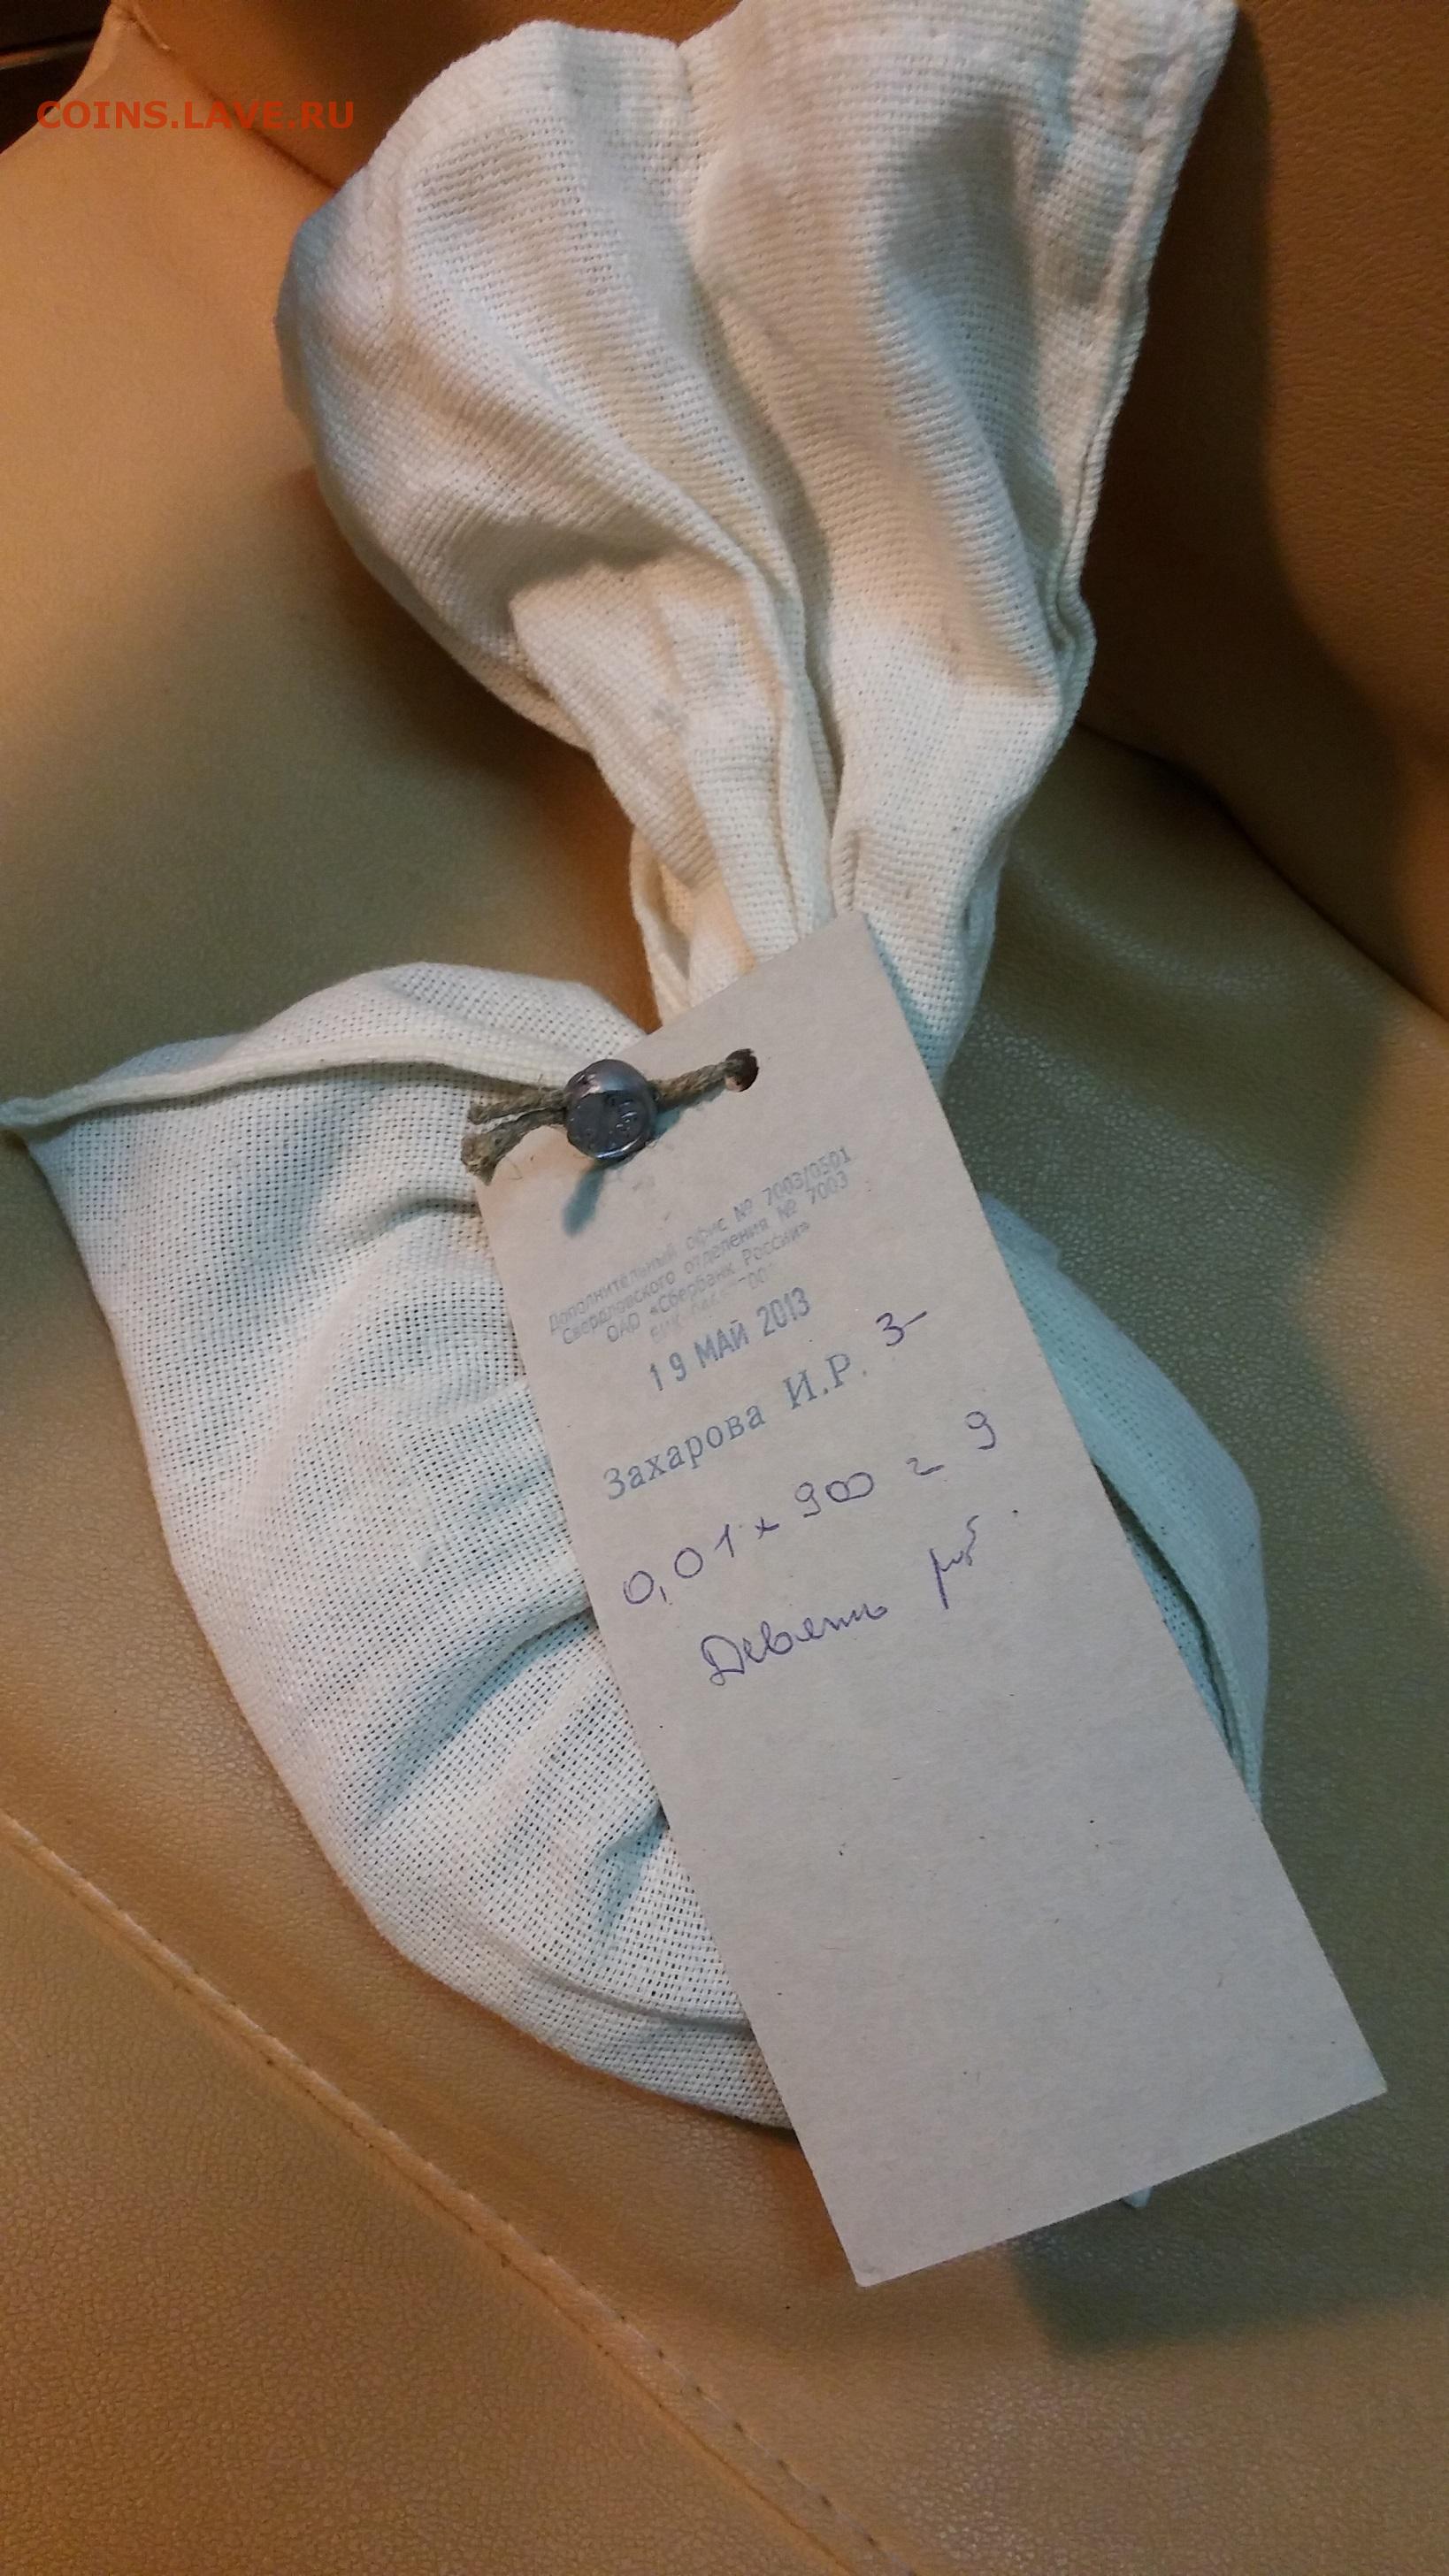 COINS.LAVE.RU
Дополнительный офис № 7003/0501
Свердловского отделения № 7003
ОАО «Сбербанк России»
19 МАЙ 2013
Захарова И.Р. З-
0,01 x 900 = 9
Девять руб.